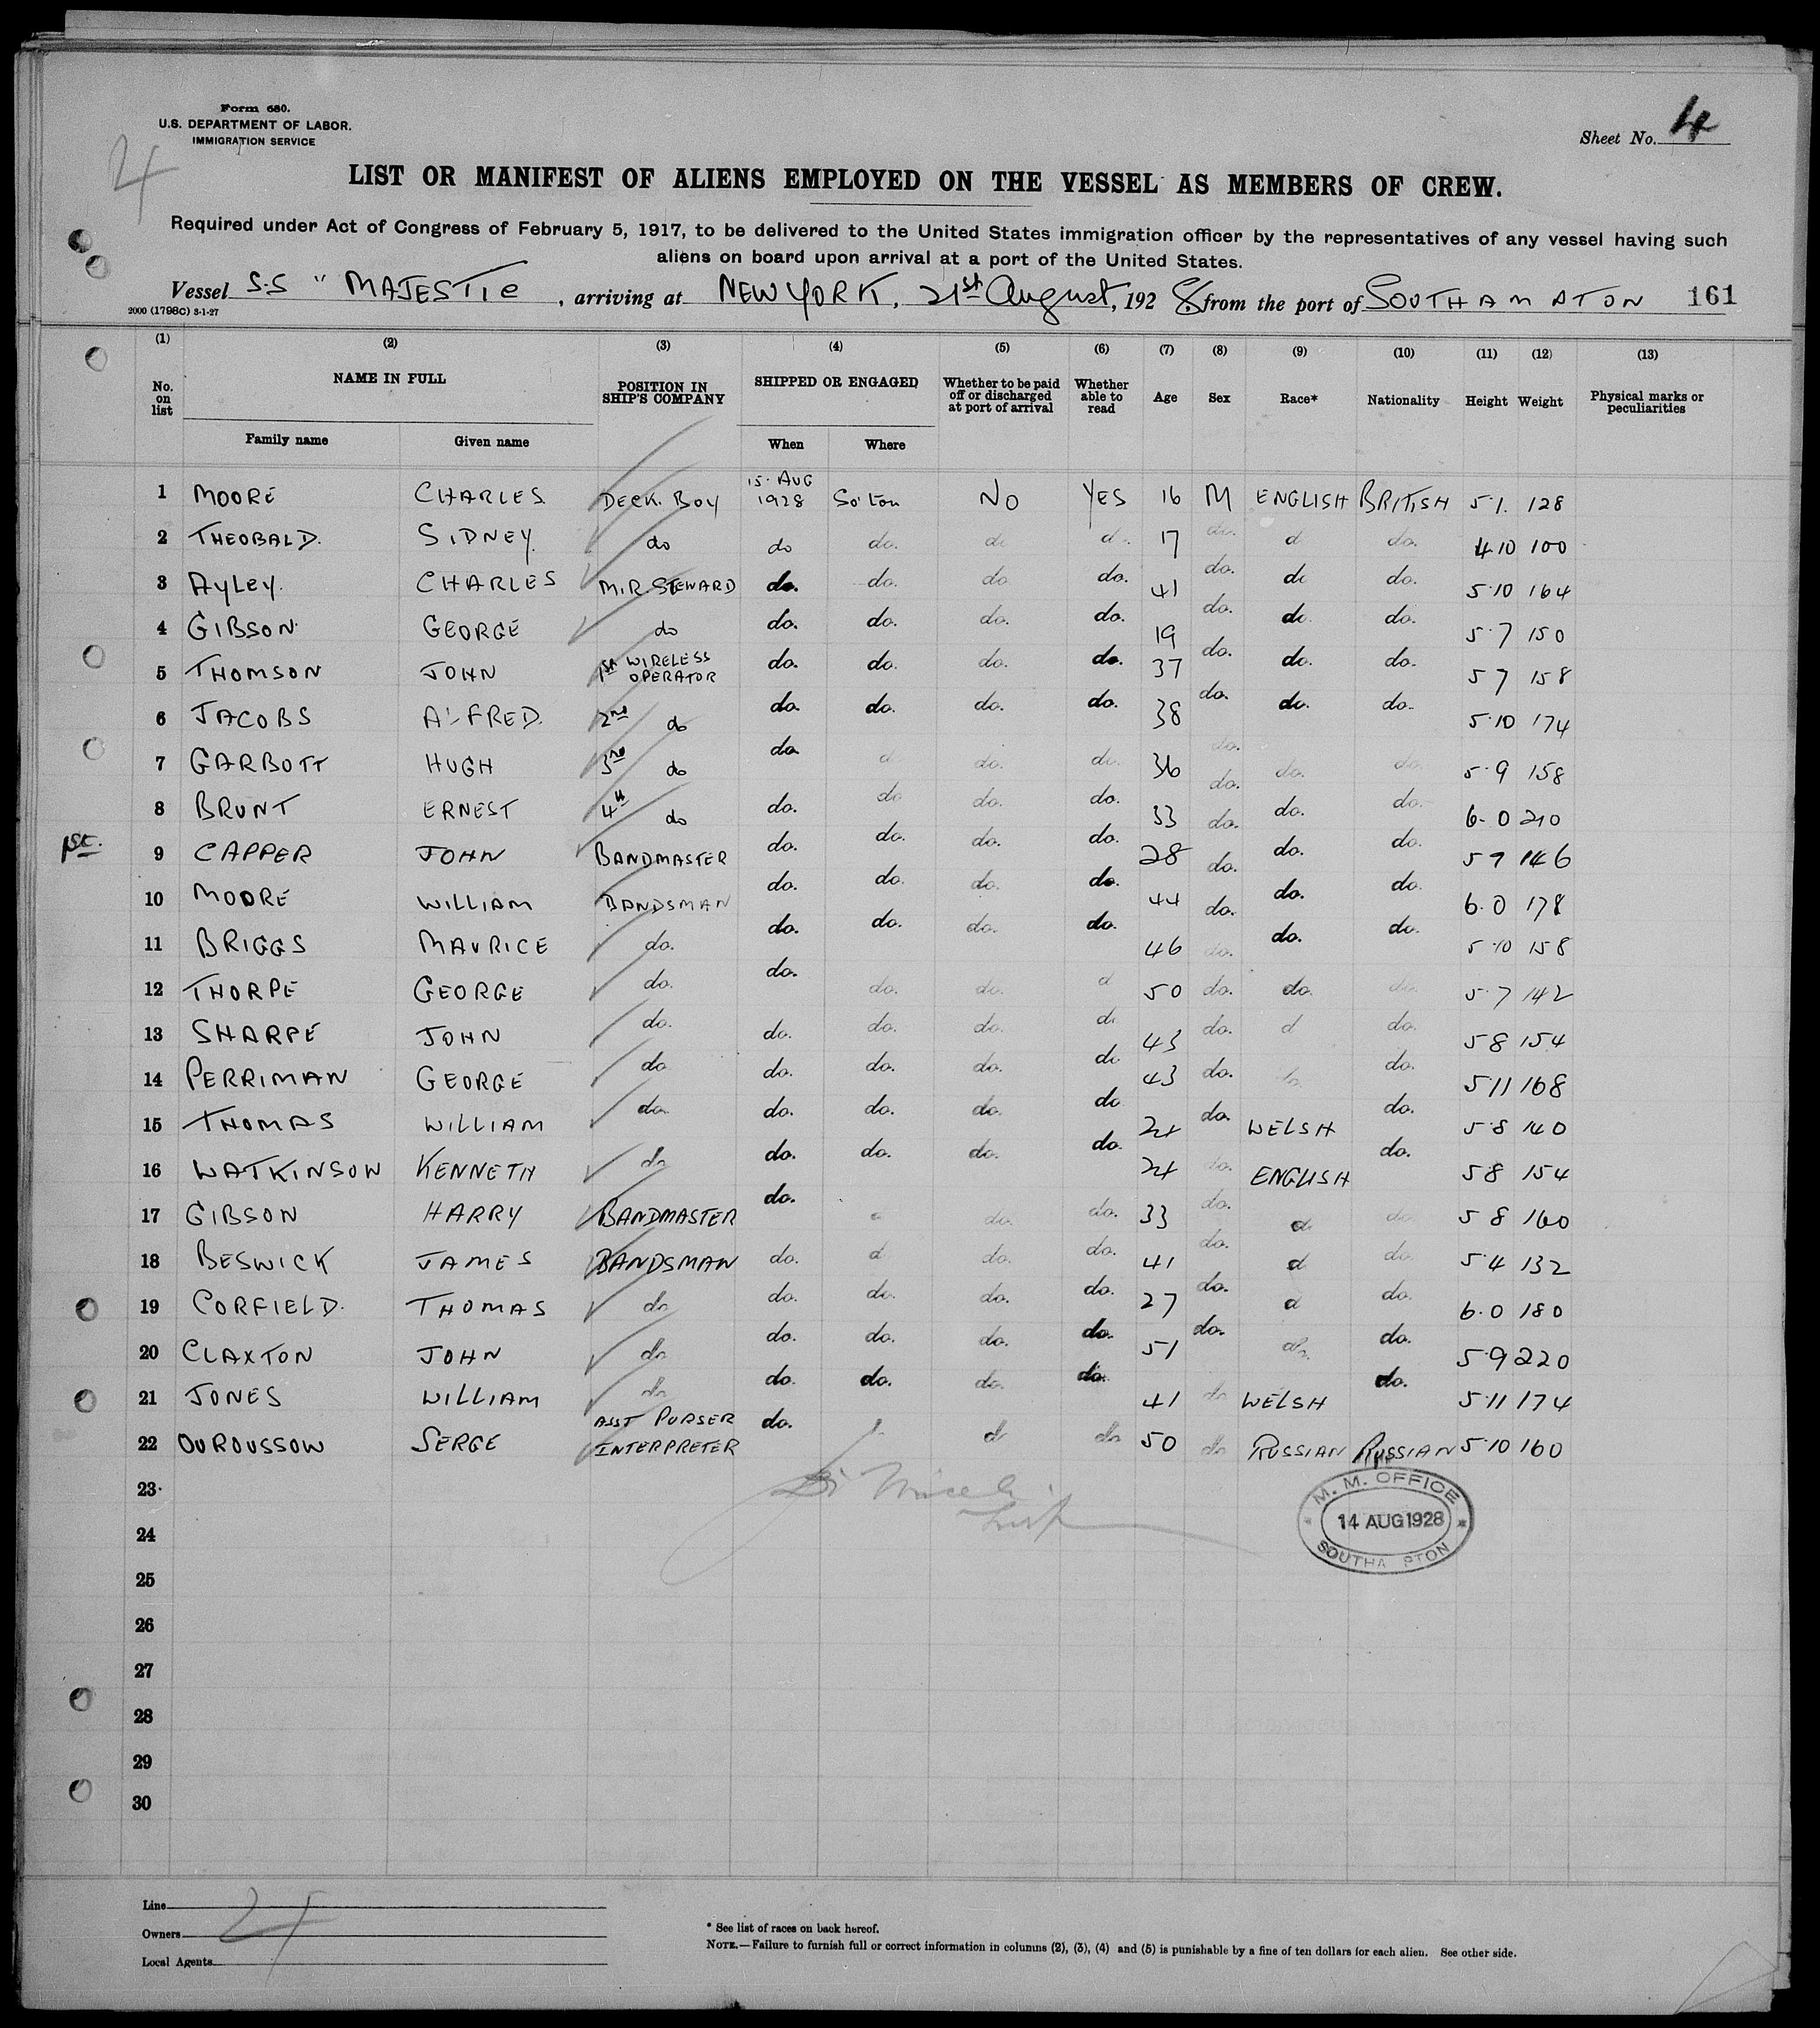 Form 680.
U.S. DEPARTMENT OF LABOR.
IMMIGRATION SERVICE
4
Sheet No. 4
LIST OR MANIFEST OF ALIENS EMPLOYED ON THE VESSEL AS MEMBERS OF CREW.
Required under Act of Congress of February 5, 1917, to be delivered to the United States immigration officer by the representatives of any vessel having such
aliens on board upon arrival at a port of the United States.
Vessel S.S "MAJESTIC, arriving at NEW YORK, 21st August, 1928 from the port of SOUTHAMPTON 161
2000 (1798c) 3-1-27
(1) (2) (3) (4) (5) (6) (7) (8) (9) (10) (11) (12) (13)
No. on list NAME IN FULL POSITION IN SHIP'S COMPANY SHIPPED OR ENGAGED Whether to be paid off or discharged at port of arrival Whether able to read Age Sex Race* Nationality Height Weight Physical marks or peculiarities
Family name Given name When Where
1 MOORE CHARLES DECK. BOY 15. AUG 1928 So'ton NO YES 16 M ENGLISH BRITISH 5 1. 128
2 THEOBALD. SIDNEY. do do do. do d. 17 do. d do. 4.10 100
3 AYLEY. CHARLES M.R STEWARD do. do. do do. 41 do. do do. 5.10 164
4 GIBSON. GEORGE do do. do. do. do. 19 do. do. do. 5.7 150
5 THOMSON JOHN 1st WIRELESS OPERATOR do. do. do. do. 37 do. do. do. 5 7 158
6 JACOBS ALFRED. 2nd do do. do. do. do. 38 do. do. do. 5.10 174
7 GARBOTT HUGH 3rd do do d do. do. 36 do. do. do. 5.9 158
8 BRUNT ERNEST 4th do do. do do. do. 33 do. do. do. 6.0 210
1st. 9 CAPPER JOHN BANDMASTER do. do. do. do. 28 do. do. do. 5 7 146
10 MOORE WILLIAM BANDSMAN do. do. do. do. 44 do. do. do. 6.0 178
11 BRIGGS MAURICE do. do. do. do. do. 46 do. do. do. 5.10 158
12 THORPE GEORGE do. do. do. do. d 50 do. do. do. 5.7 142
13 SHARPE JOHN do. do. do. do. do 43 do. d do. 5 8 154
14 PERRIMAN GEORGE do do. do. do. do 43 do. do. do. 5 11 168
15 THOMAS WILLIAM do. do. do. do. do 24 do. WELSH do. 5.8 140
16 WATKINSON KENNETH do do. do. do. do. 24 do. ENGLISH do. 5 8 154
17 GIBSON HARRY BANDMASTER do. do. do. 33 do. d do. 5 8 160
18 BESWICK JAMES BANDSMAN do. d do. do. 41 do. d do. 5.4 132
19 CORFIELD. THOMAS do do. do. do. do. 27 do. d do. 6.0 180
20 CLAXTON JOHN do do. do. do. do. 51 do. do. do. 5.9 220
21 JONES WILLIAM do do. do. do. do. 41 do WELSH do. 5.11 174
22 OUROUSSOW SERGE ASST PURSER INTERPRETER do. d do 50 do RUSSIAN RUSSIAN 5.10 160
23
M. M. OFFICE
14 AUG 1928
SOUTHA PTON
24
25
26
27
28
29
30
Line
Owners
Local Agents
4
* See list of races on back hereof.
NOTE.—Failure to furnish full or correct information in columns (2), (3), (4) and (5) is punishable by a fine of ten dollars for each alien. See other side.